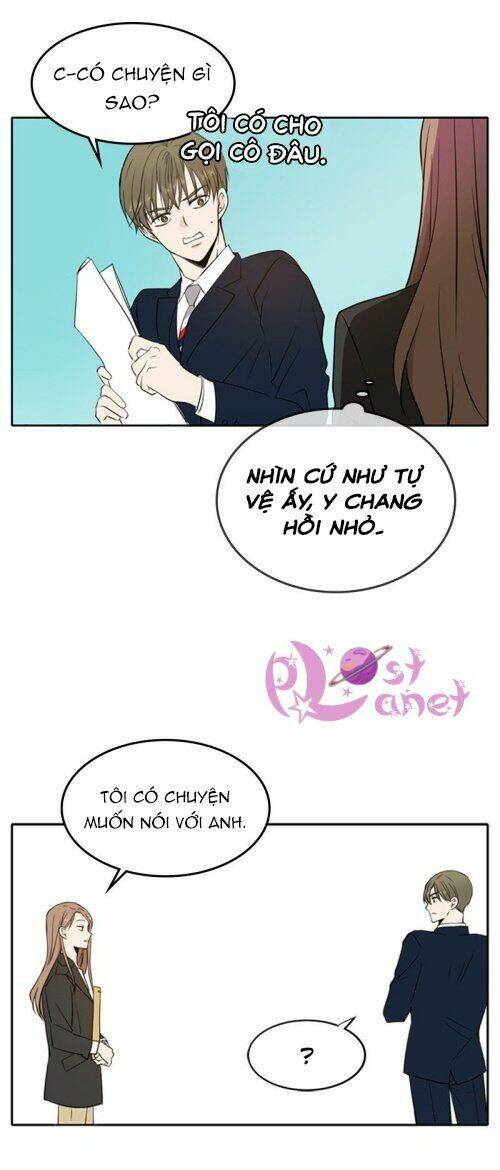 C-CÓ CHUYỆN GÌ
SAO?
TÔI CÓ CHO
GỌI CÔ ĐÂU.
NHÌN CỨ NHƯ TỰ
VỆ ẤY, Y CHANG
HỒI NHỎ..
Lost
Planet
TÔI CÓ CHUYỆN
MUỐN NÓI VỚI ANH.
?